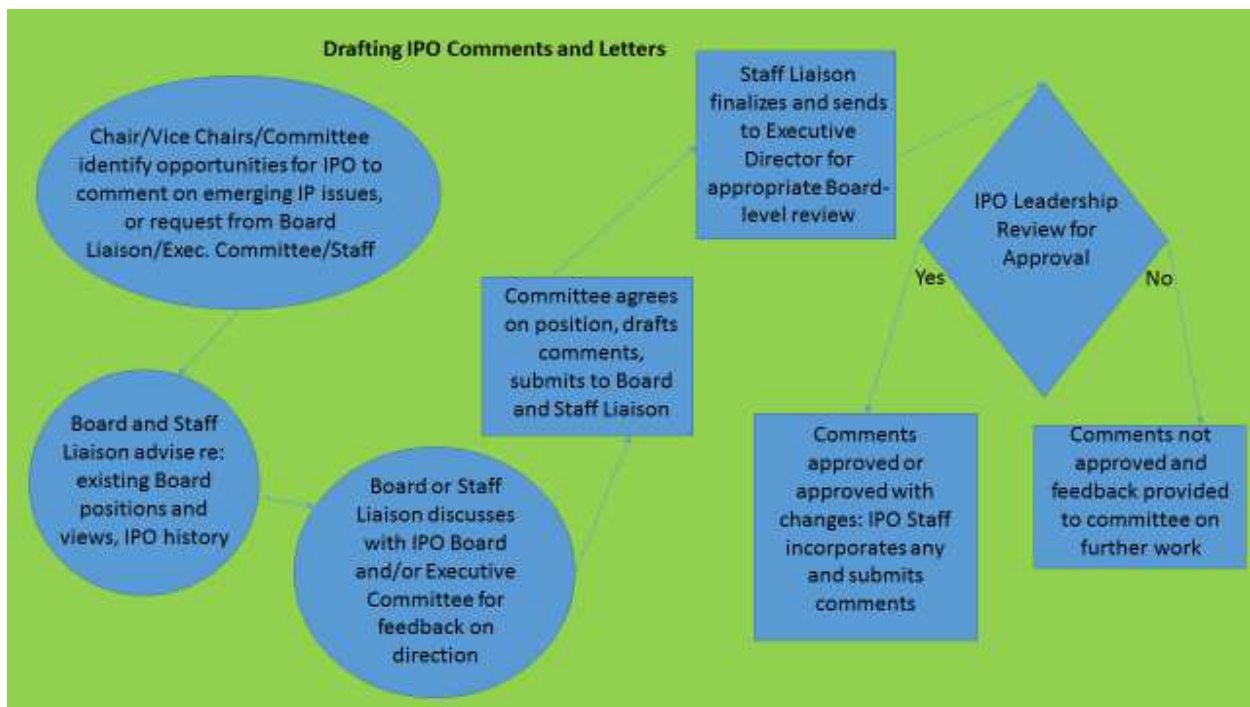 Drafting IPO Comments and Letters
Chair/Vice Chairs/Committee
identify opportunities for IPO to
comment on emerging IP issues,
or request from Board
Liaison/Exec. Committee/Staff
Board and Staff
Liaison advise re:
existing Board
positions and
views, IPO history
Board or Staff
Liaison discusses
with IPO Board
and/or Executive
Committee for
feedback on
direction
Committee agrees
on position, drafts
comments,
submits to Board
and Staff Liaison
Staff Liaison
finalizes and sends
to Executive
Director for
appropriate Board-
level review
IPO Leadership
Review for
Approval
Yes
No
Comments
approved or
approved with
changes: IPO Staff
incorporates any
and submits
comments
Comments not
approved and
feedback provided
to committee on
further work